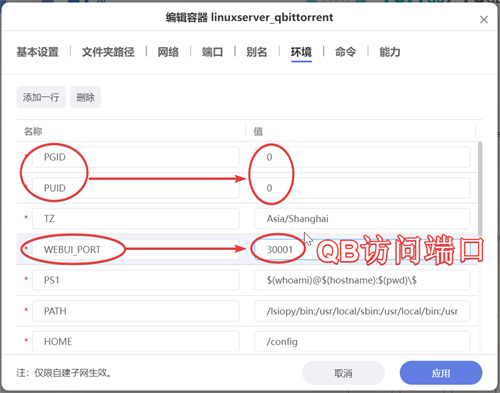 编辑容器 linuxserver_qbittorrent
基本设置 文件夹路径 网络 端口 别名 环境 命令 能力
添加一行 删除
名称 值
* PGID 0
* PUID 0
* TZ Asia/Shanghai
* WEBUI_PORT 30001 QB访问端口
* PS1 $(whoami)@$(hostname):$(pwd)\$
* PATH /lsiopy/bin:/usr/local/sbin:/usr/local/bin:/usr
* HOME /config
注：仅限自建子网生效。 取消 应用